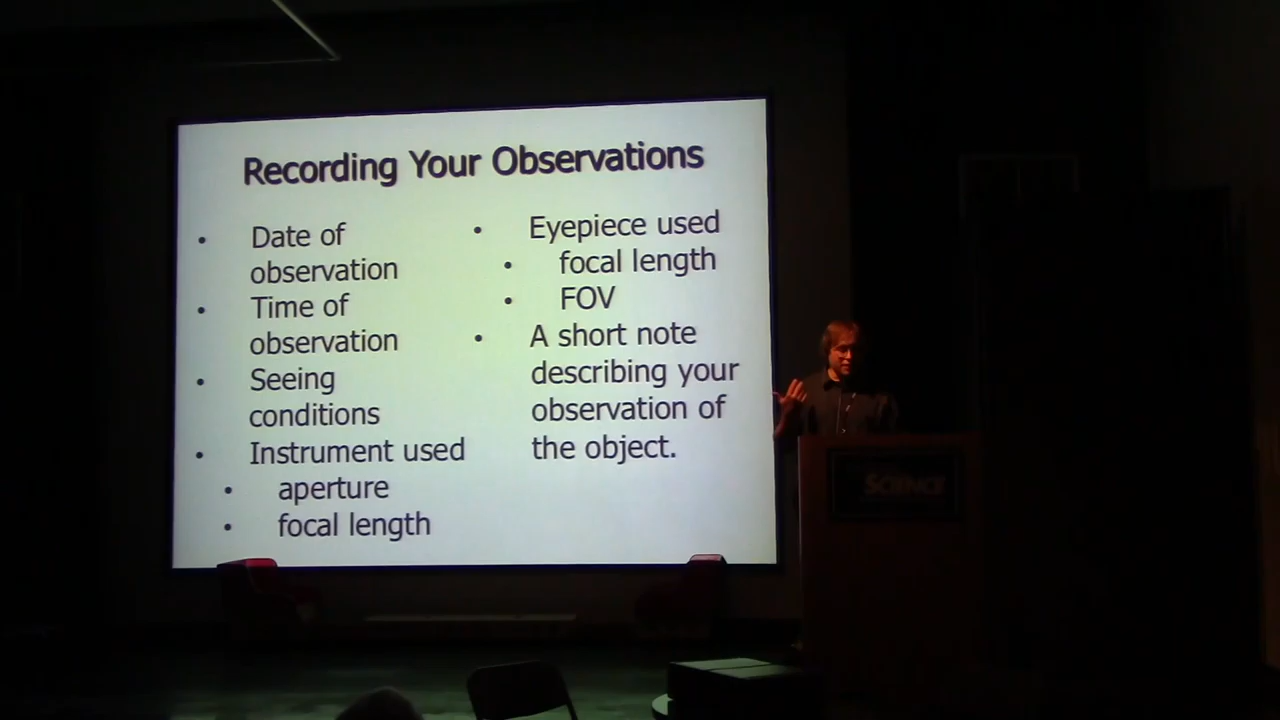 Recording Your Observations
• Date of
observation
• Time of
observation
• Seeing
conditions
• Instrument used
• aperture
• focal length
• Eyepiece used
• focal length
• FOV
• A short note
describing your
observation of
the object.
SCIENCE